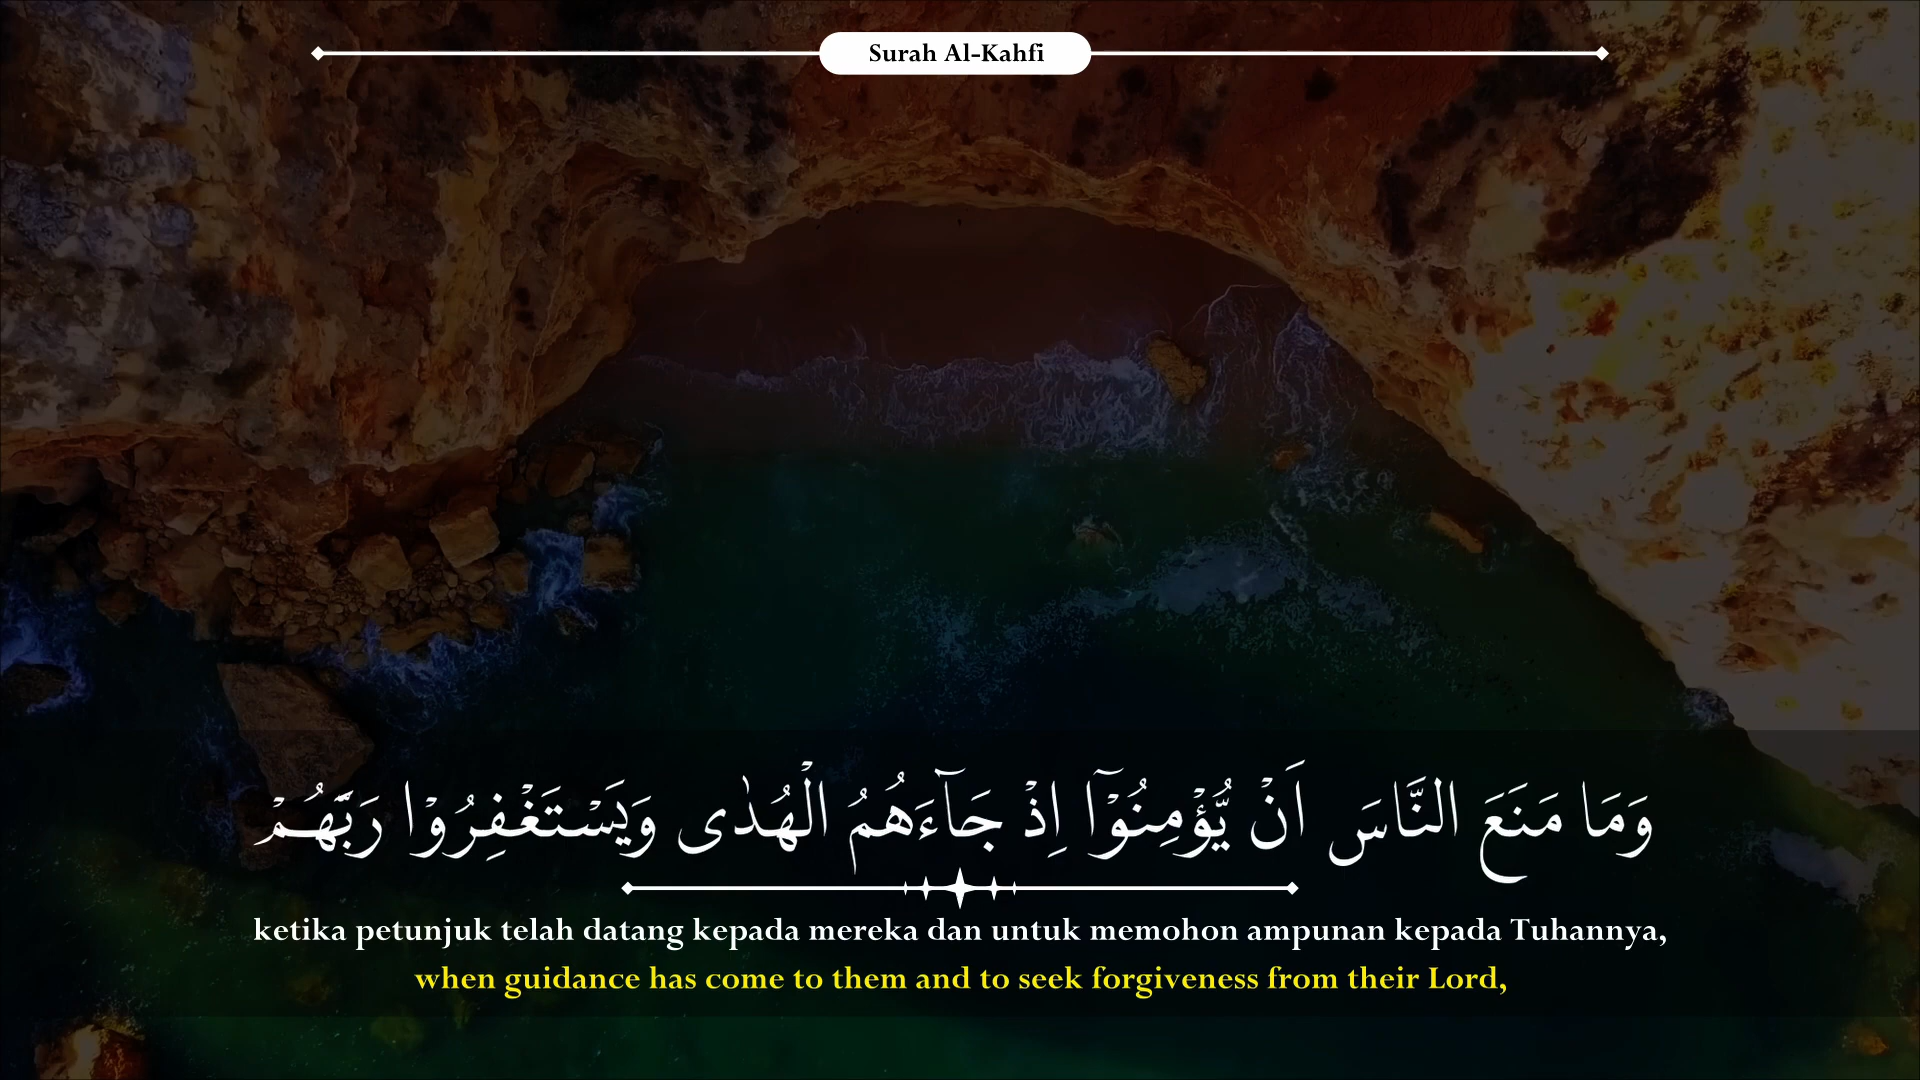 Surah Al-Kahfi
وَمَا مَنَعَ النَّاسَ اَنْ يُّؤْمِنُوْٓا اِذْ جَاۤءَهُمُ الْهُدٰى وَيَسْتَغْفِرُوْا رَبَّهُمْ
ketika petunjuk telah datang kepada mereka dan untuk memohon ampunan kepada Tuhannya,
when guidance has come to them and to seek forgiveness from their Lord,